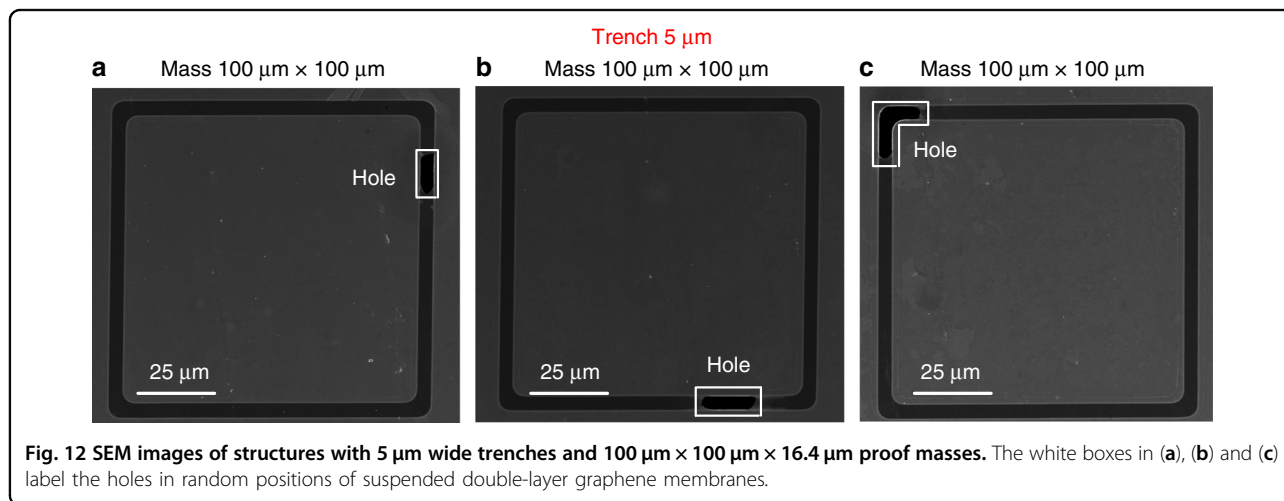 Trench 5 μm
a Mass 100 μm × 100 μm b Mass 100 μm × 100 μm c Mass 100 μm × 100 μm
Hole
Hole
Hole
25 μm 25 μm 25 μm
Fig. 12 SEM images of structures with 5 μm wide trenches and 100 μm × 100 μm × 16.4 μm proof masses. The white boxes in (a), (b) and (c)
label the holes in random positions of suspended double-layer graphene membranes.